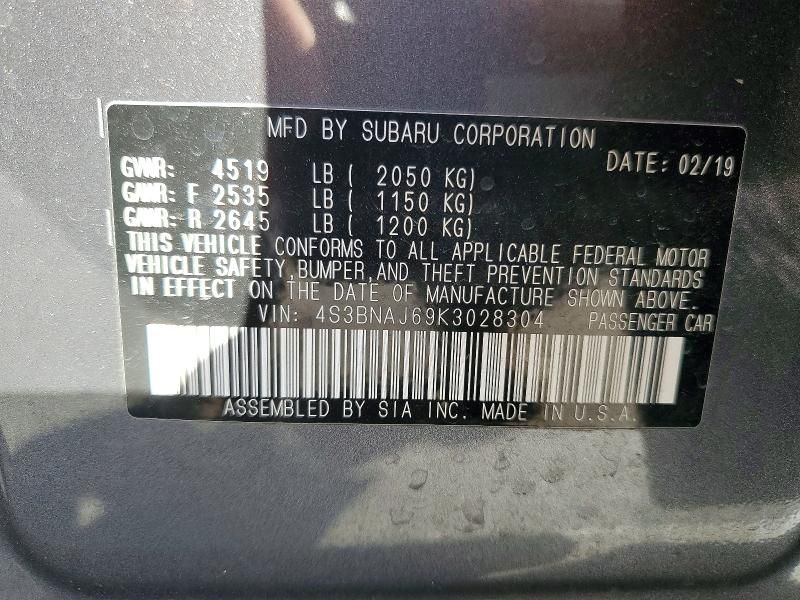 MFD BY SUBARU CORPORATION
GVWR: 4519 LB ( 2050 KG) DATE: 02/19
GAWR: F 2535 LB ( 1150 KG)
GAWR: R 2645 LB ( 1200 KG)
THIS VEHICLE CONFORMS TO ALL APPLICABLE FEDERAL MOTOR
VEHICLE SAFETY, BUMPER, AND THEFT PREVENTION STANDARDS
IN EFFECT ON THE DATE OF MANUFACTURE SHOWN ABOVE.
VIN: 4S3BNAJ69K3028304 PASSENGER CAR
ASSEMBLED BY SIA INC. MADE IN U.S.A.